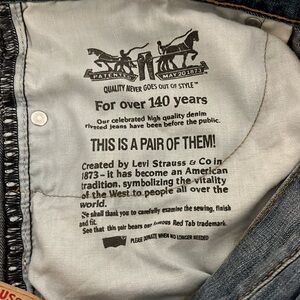 PATENTED MAY 20 1873
QUALITY NEVER GOES OUT OF STYLE™
For over 140 years
Our celebrated high quality denim
riveted jeans have been before the public.
THIS IS A PAIR OF THEM!
Created by Levi Strauss & Co in
1873 - it has become an American
tradition, symbolizing the vitality
of the West to people all over the
world.
We shall thank you to carefully examine the sewing, finish
and fit.
See that this pair bears our famous Red Tab trademark.
PLEASE DONATE WHEN NO LONGER NEEDED